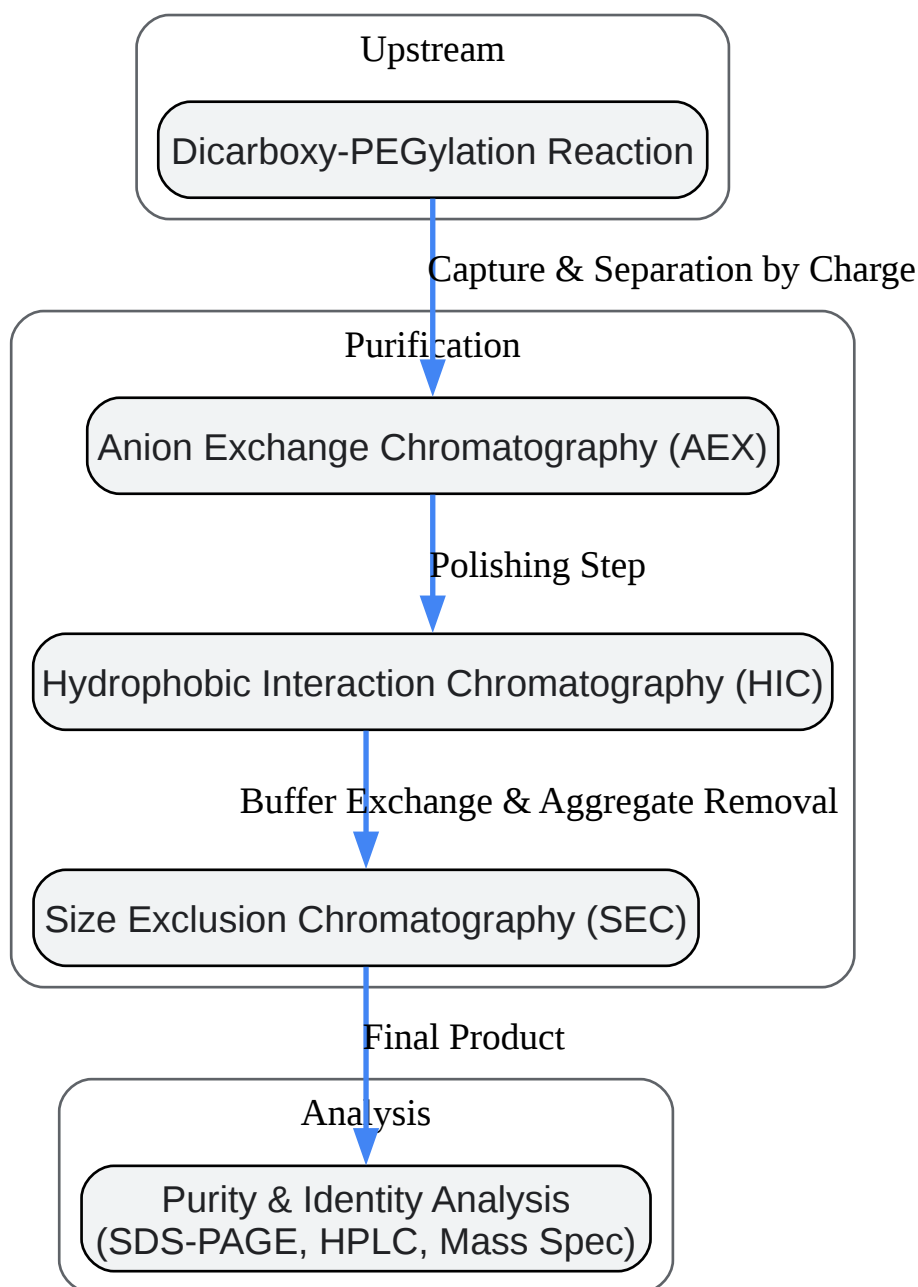 Upstream
Dicarboxy-PEGylation Reaction
Capture & Separation by Charge
Purification
Anion Exchange Chromatography (AEX)
Polishing Step
Hydrophobic Interaction Chromatography (HIC)
Buffer Exchange & Aggregate Removal
Size Exclusion Chromatography (SEC)
Final Product
Analysis
Purity & Identity Analysis
(SDS-PAGE, HPLC, Mass Spec)